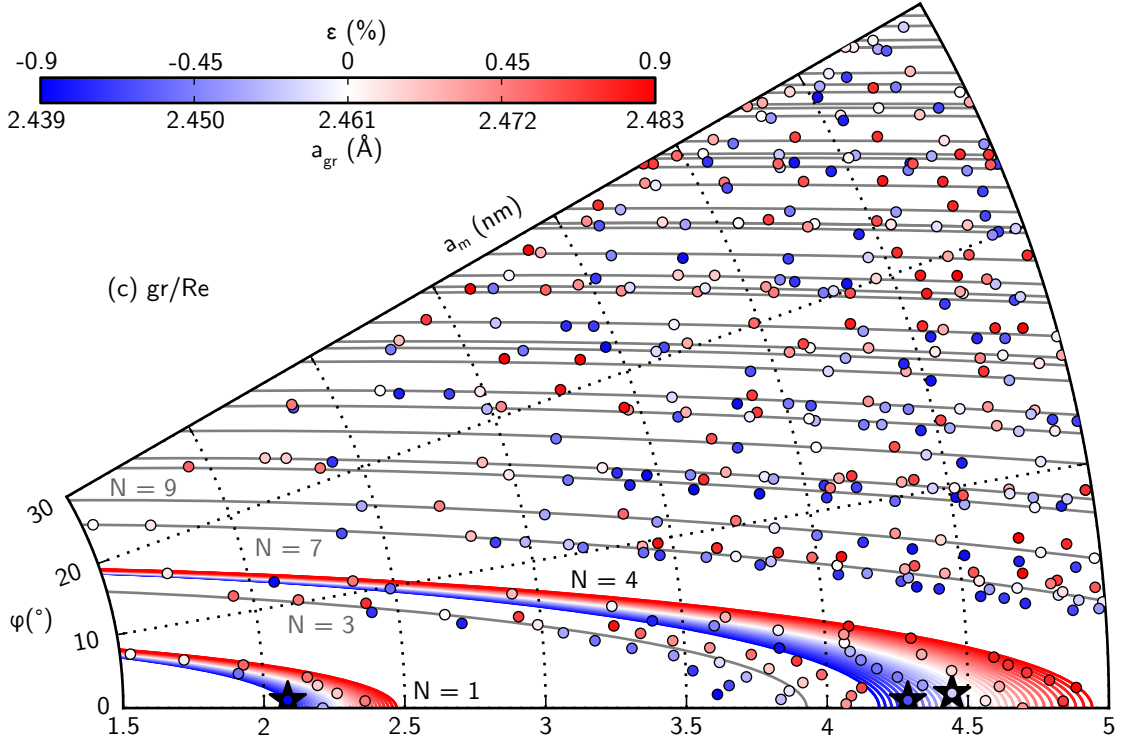 ε (%)
-0.9 -0.45 0 0.45 0.9
2.439 2.450 2.461 2.472 2.483
a_gr (Å)
a_m (nm)
(c) gr/Re
N = 9
30
N = 7
20
N = 4
φ(°)
10
N = 3
N = 1
0
1.5 2 2.5 3 3.5 4 4.5 5